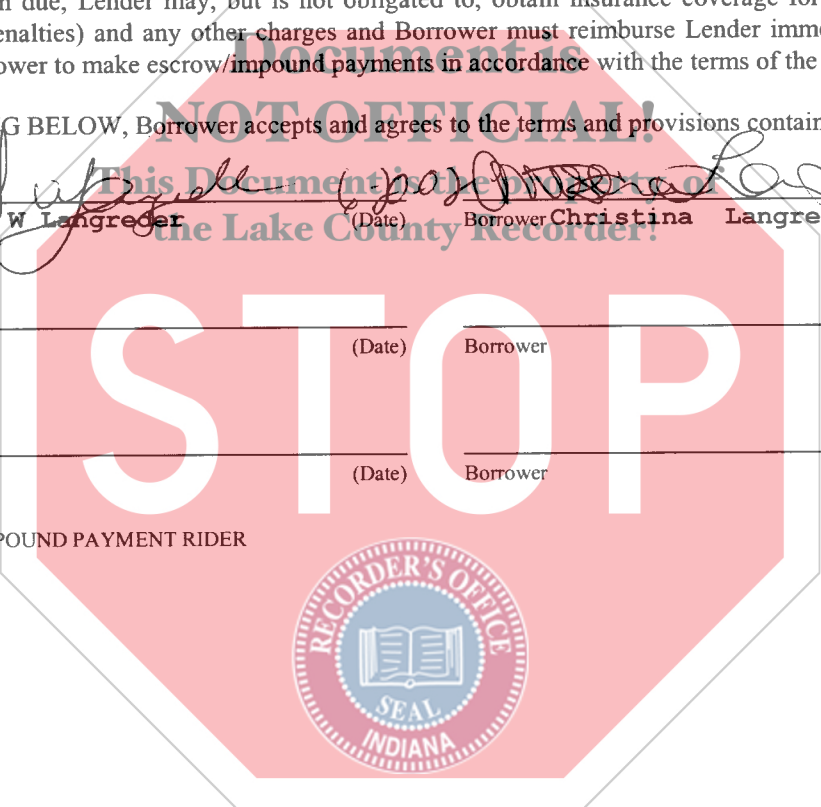 n due, Lender may, but is not obligated to, obtain insurance coverage for
enalties) and any other charges and Borrower must reimburse Lender imme
ower to make escrow/impound payments in accordance with the terms of the
Document is
NOT OFFICIAL!
This Document is the property of
the Lake County Recorder!
G BELOW, Borrower accepts and agrees to the terms and provisions contain
W Langreder (Date) Borrower Christina Langre
(Date) Borrower
STOP
(Date) Borrower
POUND PAYMENT RIDER
RECORDER'S OFFICE
SEAL
INDIANA